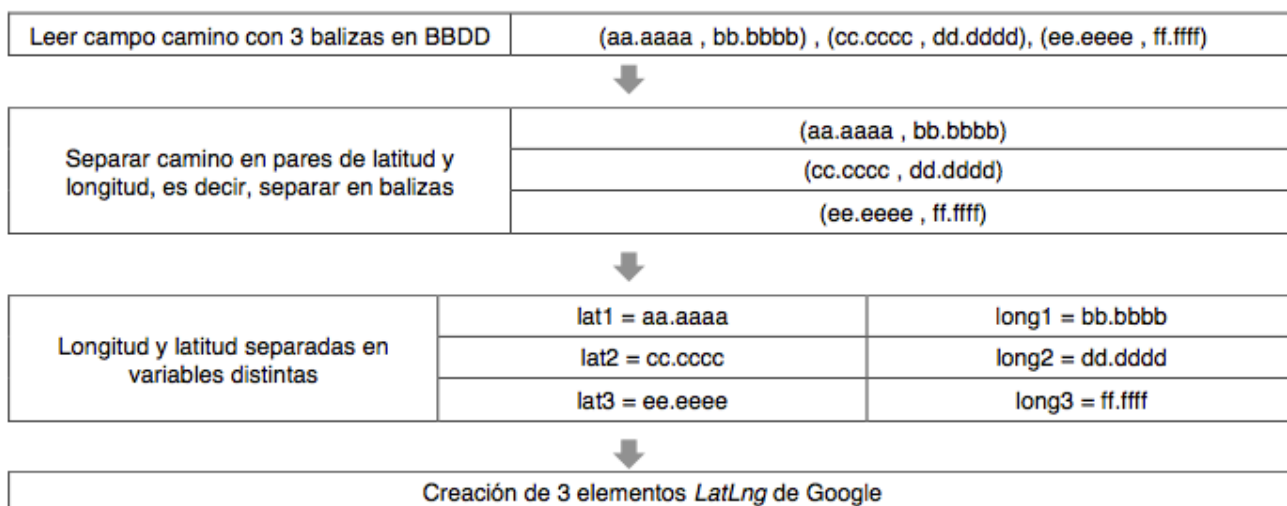 Leer campo camino con 3 balizas en BBDD
(aa.aaaa , bb.bbbb) , (cc.cccc , dd.dddd), (ee.eeee , ff.ffff)
Separar camino en pares de latitud y
longitud, es decir, separar en balizas
(aa.aaaa , bb.bbbb)
(cc.cccc , dd.dddd)
(ee.eeee , ff.ffff)
Longitud y latitud separadas en
variables distintas
lat1 = aa.aaaa
long1 = bb.bbbb
lat2 = cc.cccc
long2 = dd.dddd
lat3 = ee.eeee
long3 = ff.ffff
Creación de 3 elementos LatLng de Google